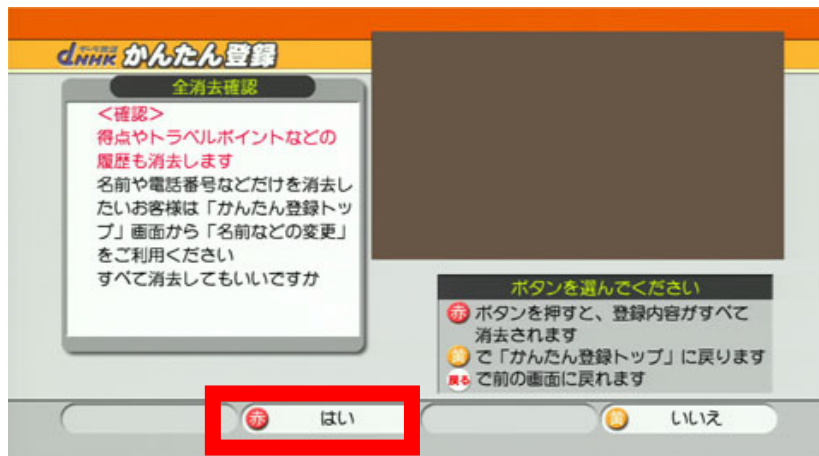 データ放送
dNHK かんたん登録
全消去確認
<確認>
得点やトラベルポイントなどの
履歴も消去します
名前や電話番号などだけを消去し
たいお客様は「かんたん登録トッ
プ」画面から「名前などの変更」
をご利用ください
すべて消去してもいいですか
ボタンを選んでください
赤 ボタンを押すと、登録内容がすべて
消去されます
黄 で「かんたん登録トップ」に戻ります
戻る で前の画面に戻れます
赤 はい
黄 いいえ